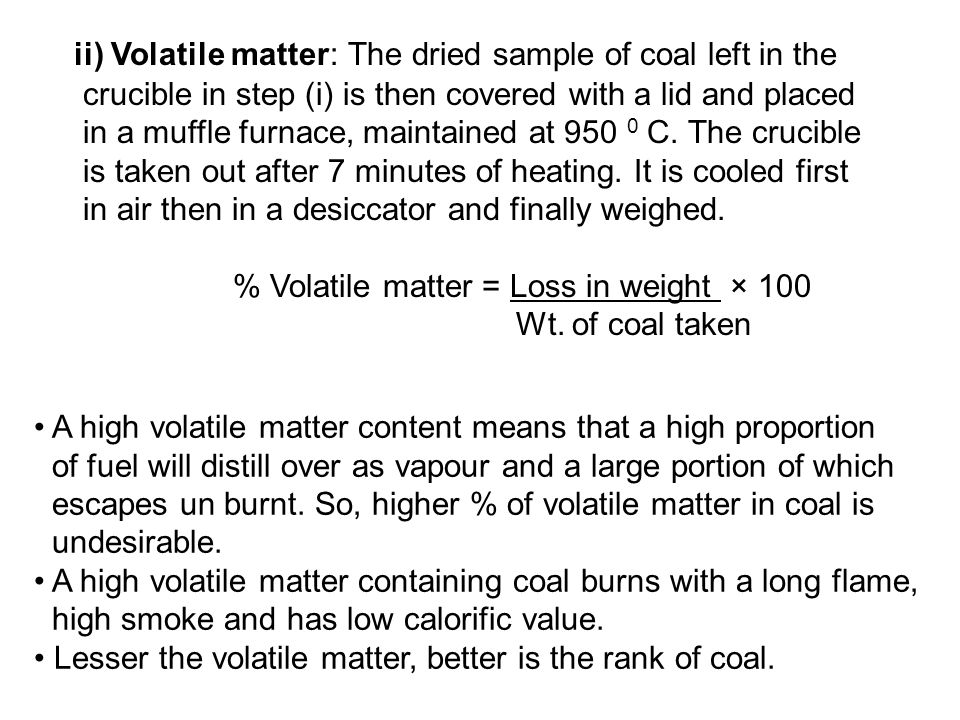 ii) Volatile matter: The dried sample of coal left in the
crucible in step (i) is then covered with a lid and placed
in a muffle furnace, maintained at 950 0 C. The crucible
is taken out after 7 minutes of heating. It is cooled first
in air then in a desiccator and finally weighed.
% Volatile matter = Loss in weight × 100
Wt. of coal taken
• A high volatile matter content means that a high proportion
of fuel will distill over as vapour and a large portion of which
escapes un burnt. So, higher % of volatile matter in coal is
undesirable.
• A high volatile matter containing coal burns with a long flame,
high smoke and has low calorific value.
• Lesser the volatile matter, better is the rank of coal.